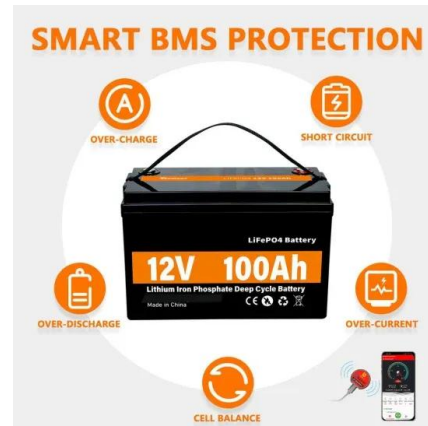 SMART BMS PROTECTION
A
OVER-CHARGE
SHORT CIRCUIT
LiFePO4 Battery
12V 100Ah
Lithium Iron Phosphate Deep Cycle Battery
Made in China
CE
OVER-DISCHARGE
OVER-CURRENT
CELL BALANCE